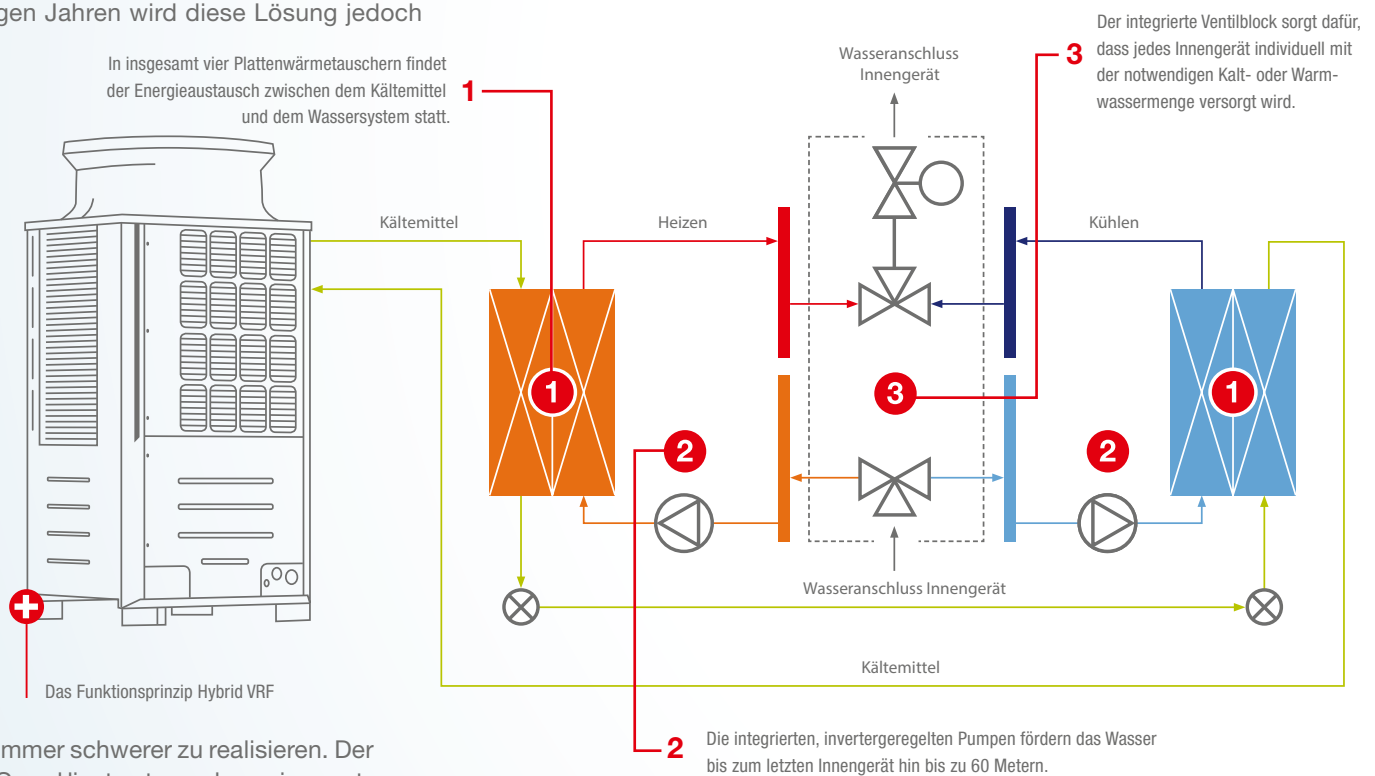 gen Jahren wird diese Lösung jedoch
In insgesamt vier Plattenwärmetauschern findet
der Energieaustausch zwischen dem Kältemittel
und dem Wassersystem statt.
1
Wasseranschluss
Innengerät
3
Der integrierte Ventilblock sorgt dafür,
dass jedes Innengerät individuell mit
der notwendigen Kalt- oder Warm-
wassermenge versorgt wird.
Kältemittel
Heizen
Kühlen
1
3
1
2
2
Wasseranschluss Innengerät
Kältemittel
Das Funktionsprinzip Hybrid VRF
mmer schwerer zu realisieren. Der
2
Die integrierten, invertergeregelten Pumpen fördern das Wasser
bis zum letzten Innengerät hin bis zu 60 Metern.